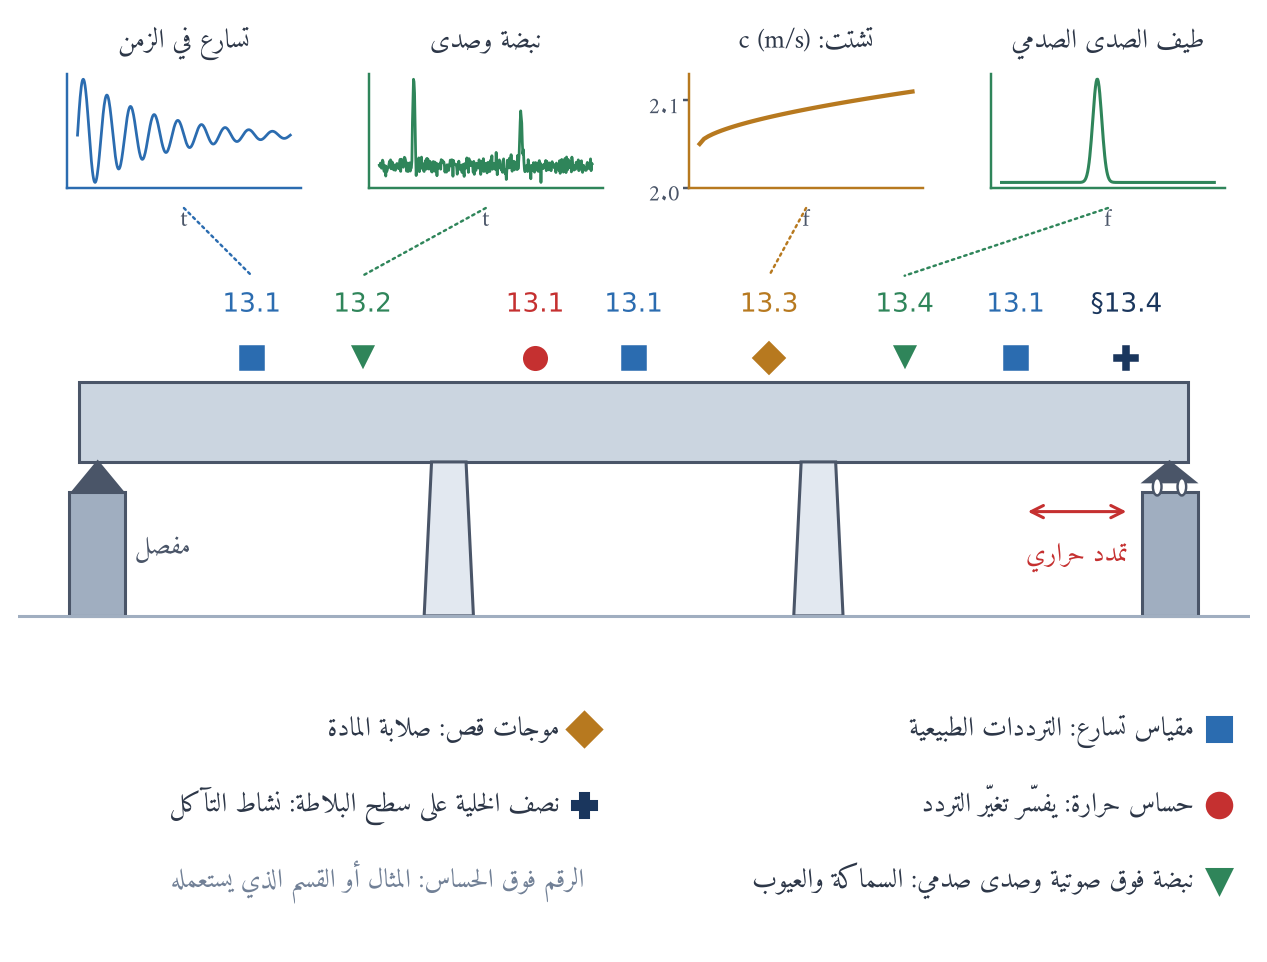 طيف الصدى الصدمي
تشتت: c (m/s)
نبضة وصدى
تسارع في الزمن
2.1
2.0
t
t
f
f
13.1
13.2
13.1
13.1
13.3
13.4
13.1
§13.4
مفصل
تمدد حراري
مقياس تسارع: الترددات الطبيعية
حساس حرارة: يفسّر تغيّر التردد
نبضة فوق صوتية وصدى صدمي: السماكة والعيوب
موجات قص: صلابة المادة
نصف الخلية على سطح البلاطة: نشاط التآكل
الرقم فوق الحساس: المثال أو القسم الذي يستعمله